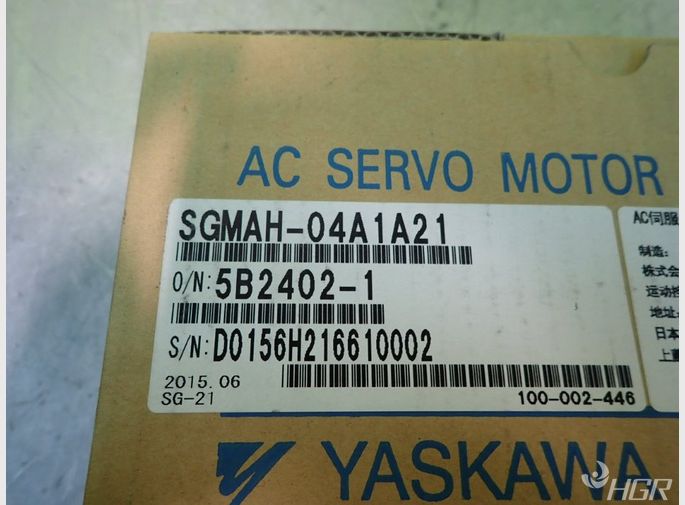 AC SERVO MOTOR
SGMAH-04A1A21
O/N: 5B2402-1
S/N: D0156H216610002
2015.06
SG-21
100-002-446
AC伺服
制造:
株式会
运动控
地址:
日本
上夏
YASKAWA
HGR